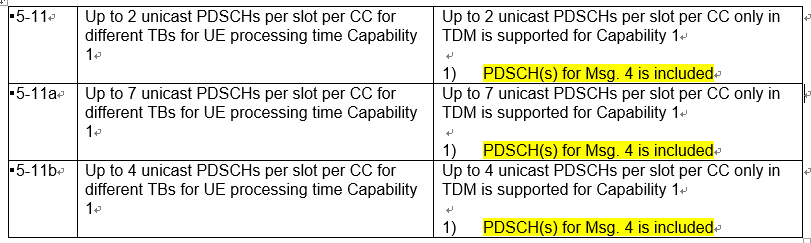 5-11
Up to 2 unicast PDSCHs per slot per CC for
different TBs for UE processing time Capability
1
Up to 2 unicast PDSCHs per slot per CC only in
TDM is supported for Capability 1
1) PDSCH(s) for Msg. 4 is included
5-11a
Up to 7 unicast PDSCHs per slot per CC for
different TBs for UE processing time Capability
1
Up to 7 unicast PDSCHs per slot per CC only in
TDM is supported for Capability 1
1) PDSCH(s) for Msg. 4 is included
5-11b
Up to 4 unicast PDSCHs per slot per CC for
different TBs for UE processing time Capability
1
Up to 4 unicast PDSCHs per slot per CC only in
TDM is supported for Capability 1
1) PDSCH(s) for Msg. 4 is included